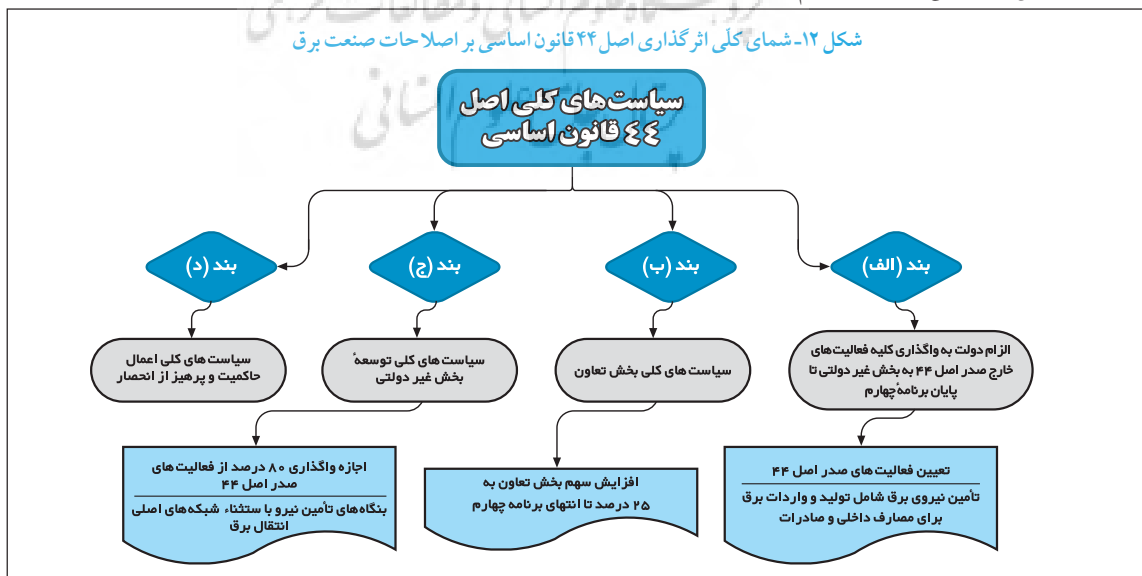 شکل ۱۲ـ شمای کلّی اثرگذاری اصل ۴۴ قانون اساسی بر اصلاحات صنعت برق
سیاست‌های کلی اصل
۴۴ قانون اساسی
بند (الف)
بند (ب)
بند (ج)
بند (د)
الزام دولت به واگذاری کلیه فعالیت‌های
خارج صدر اصل ۴۴ به بخش غیر دولتی تا
پایان برنامهٔ چهارم
سیاست های کلی بخش تعاون
سیاست های کلی توسعهٔ
بخش غیر دولتی
سیاست های کلی اعمال
حاکمیت و پرهیز از انحصار
تعیین فعالیت های صدر اصل ۴۴
تأمین نیروی برق شامل تولید و واردات برق
برای مصارف داخلی و صادرات
افزایش سهم بخش تعاون به
۲۵ درصد تا انتهای برنامه چهارم
اجازه واگذاری ۸۰ درصد از فعالیت های
صدر اصل ۴۴
بنگاه‌های تأمین نیرو با ستثناء شبکه‌های اصلی
انتقال برق